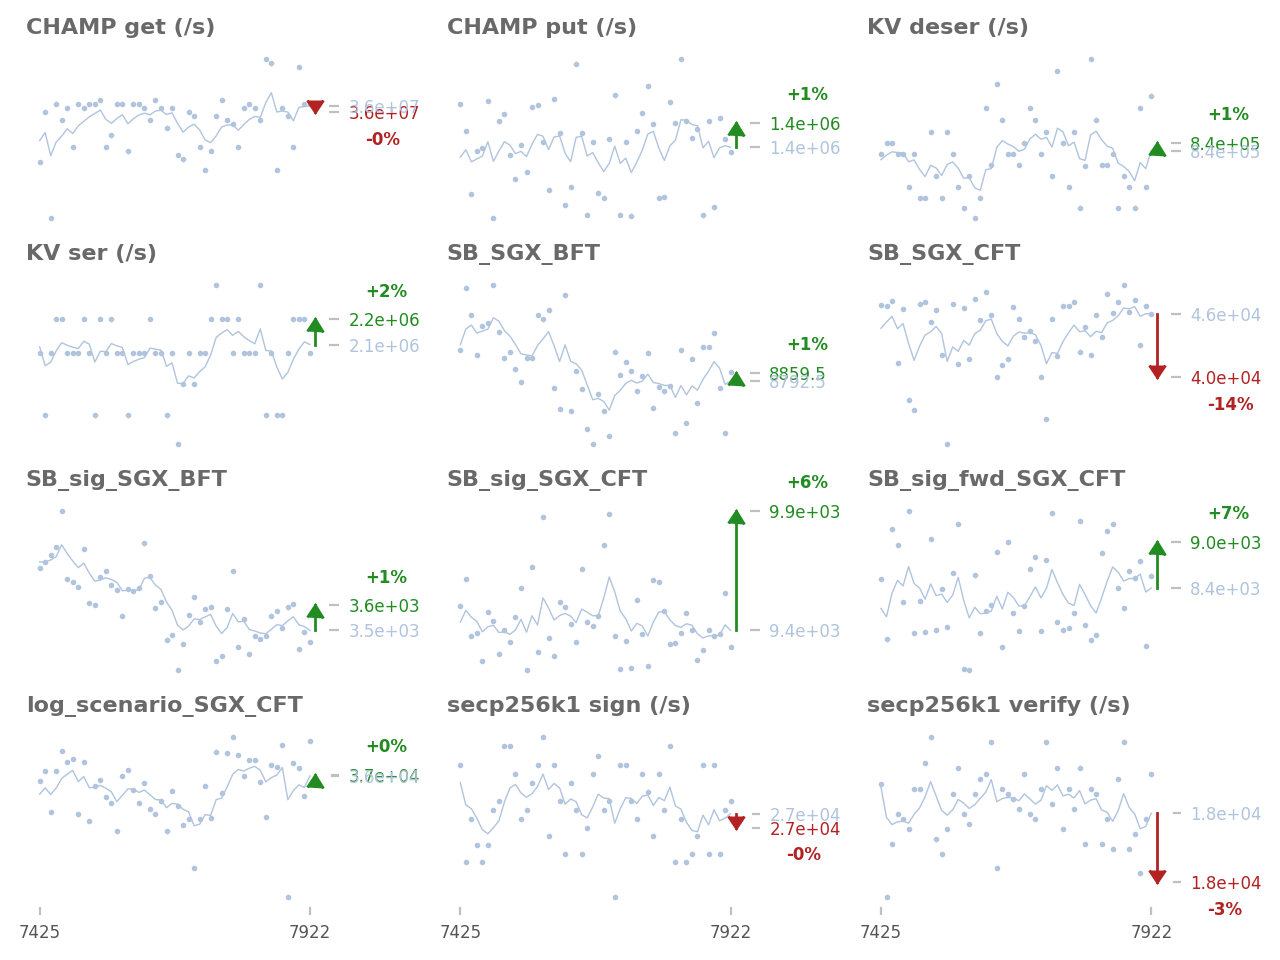 CHAMP get (/s)
3.6e+07
3.6e+07
-0%
CHAMP put (/s)
+1%
1.4e+06
1.4e+06
KV deser (/s)
+1%
8.4e+05
8.4e+05
KV ser (/s)
+2%
2.2e+06
2.1e+06
SB_SGX_BFT
+1%
8859.5
8792.5
SB_SGX_CFT
4.6e+04
4.0e+04
-14%
SB_sig_SGX_BFT
+1%
3.6e+03
3.5e+03
SB_sig_SGX_CFT
+6%
9.9e+03
9.4e+03
SB_sig_fwd_SGX_CFT
+7%
9.0e+03
8.4e+03
log_scenario_SGX_CFT
+0%
7425
7922
secp256k1 sign (/s)
2.7e+04
2.7e+04
-0%
7425
7922
secp256k1 verify (/s)
1.8e+04
1.8e+04
-3%
7425
7922